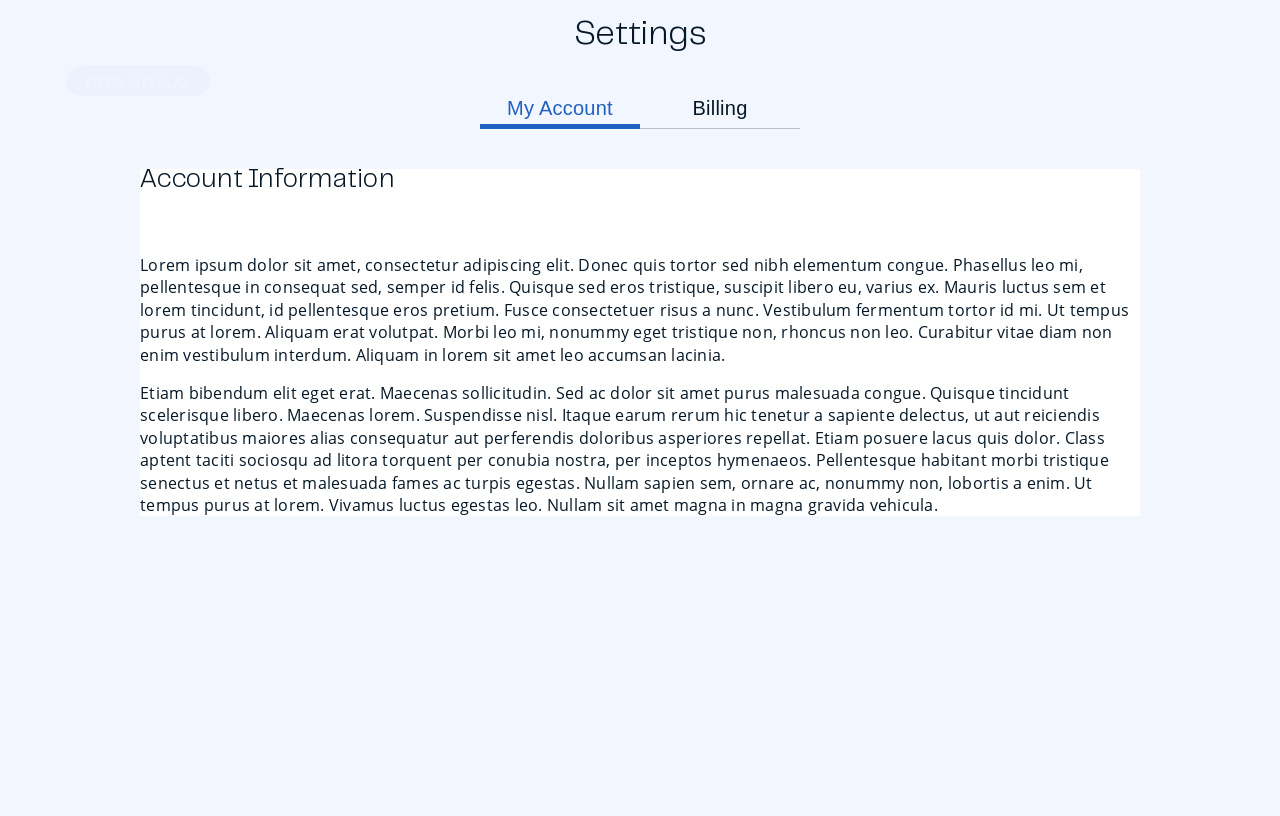 Settings
OPEN OVERLAY
My Account
Billing
Account Information
Lorem ipsum dolor sit amet, consectetur adipiscing elit. Donec quis tortor sed nibh elementum congue. Phasellus leo mi,
pellentesque in consequat sed, semper id felis. Quisque sed eros tristique, suscipit libero eu, varius ex. Mauris luctus sem et
lorem tincidunt, id pellentesque eros pretium. Fusce consectetuer risus a nunc. Vestibulum fermentum tortor id mi. Ut tempus
purus at lorem. Aliquam erat volutpat. Morbi leo mi, nonummy eget tristique non, rhoncus non leo. Curabitur vitae diam non
enim vestibulum interdum. Aliquam in lorem sit amet leo accumsan lacinia.
Etiam bibendum elit eget erat. Maecenas sollicitudin. Sed ac dolor sit amet purus malesuada congue. Quisque tincidunt
scelerisque libero. Maecenas lorem. Suspendisse nisl. Itaque earum rerum hic tenetur a sapiente delectus, ut aut reiciendis
voluptatibus maiores alias consequatur aut perferendis doloribus asperiores repellat. Etiam posuere lacus quis dolor. Class
aptent taciti sociosqu ad litora torquent per conubia nostra, per inceptos hymenaeos. Pellentesque habitant morbi tristique
senectus et netus et malesuada fames ac turpis egestas. Nullam sapien sem, ornare ac, nonummy non, lobortis a enim. Ut
tempus purus at lorem. Vivamus luctus egestas leo. Nullam sit amet magna in magna gravida vehicula.